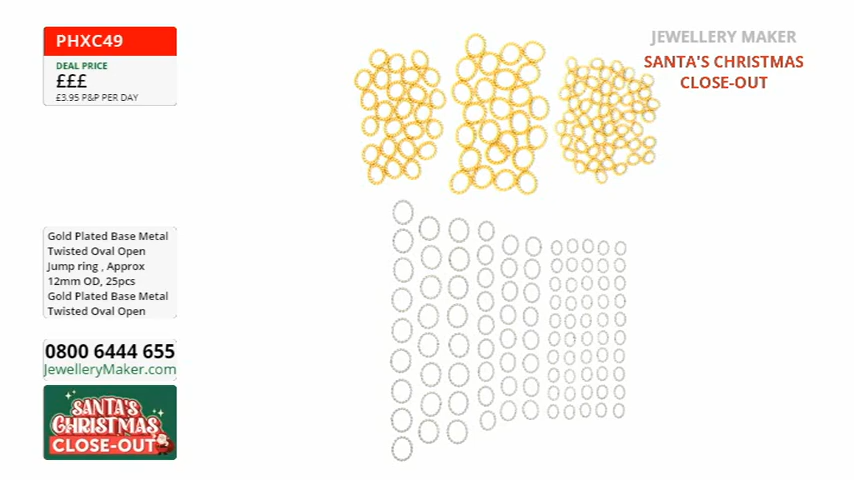 PHXC49
DEAL PRICE
£££
£3.95 P&P PER DAY
JEWELLERY MAKER
SANTA'S CHRISTMAS
CLOSE-OUT
Gold Plated Base Metal
Twisted Oval Open
Jump ring , Approx
12mm OD, 25pcs
Gold Plated Base Metal
Twisted Oval Open
0800 6444 655
JewelleryMaker.com
SANTA'S
CHRISTMAS
CLOSE-OUT